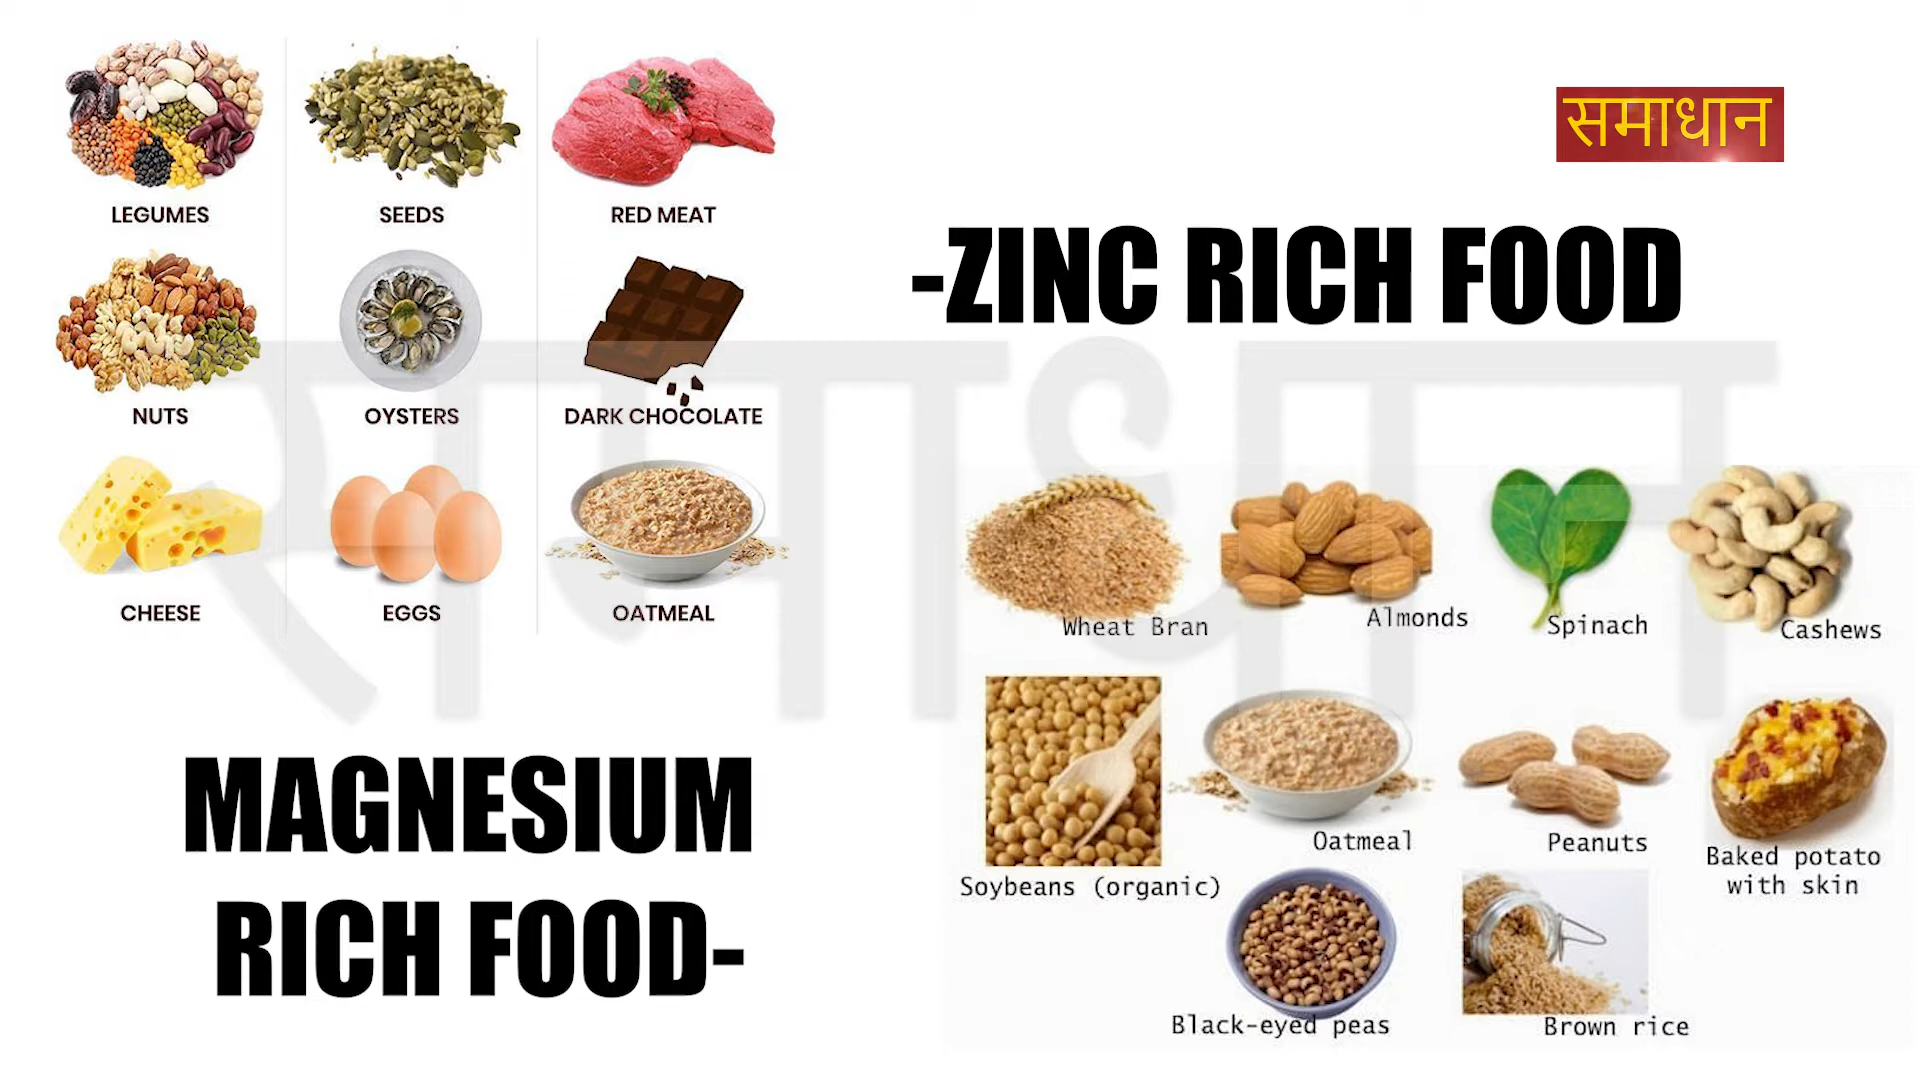 समाधान
LEGUMES
SEEDS
RED MEAT
NUTS
OYSTERS
DARK CHOCOLATE
CHEESE
EGGS
OATMEAL
-ZINC RICH FOOD
MAGNESIUM
RICH FOOD-
Wheat Bran
Almonds
Spinach
Cashews
Soybeans (organic)
Oatmeal
Peanuts
Baked potato
with skin
Black-eyed peas
Brown rice
समाधान